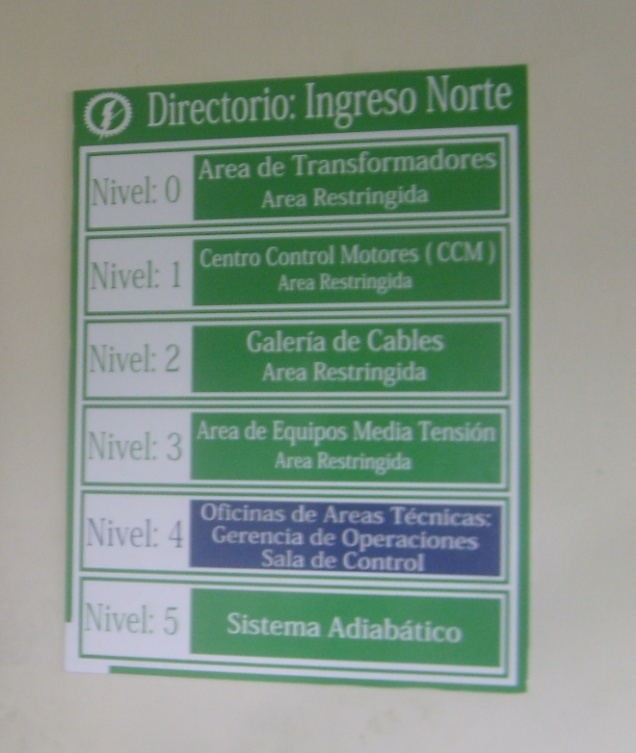 Directorio: Ingreso Norte
Nivel: 0
Area de Transformadores
Area Restringida
Nivel: 1
Centro Control Motores ( CCM )
Area Restringida
Nivel: 2
Galería de Cables
Area Restringida
Nivel: 3
Area de Equipos Media Tensión
Area Restringida
Nivel: 4
Oficinas de Areas Técnicas:
Gerencia de Operaciones
Sala de Control
Nivel: 5
Sistema Adiabático